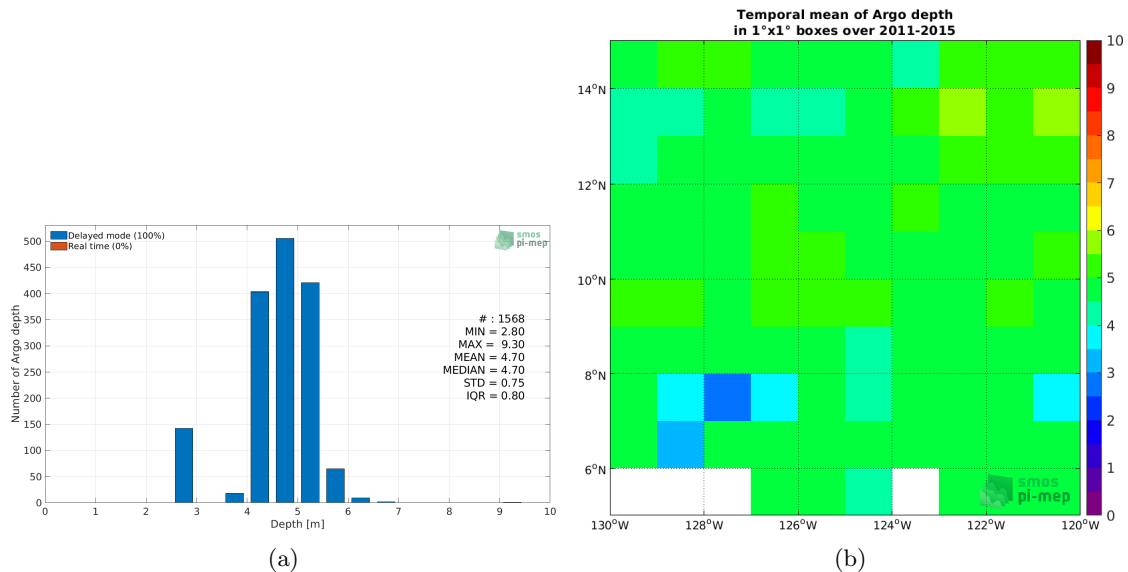 Delayed mode (100%)
Real time (0%)
smos
pi-mep
500
450
400
350
300
250
200
150
100
50
0
Number of Argo depth
# : 1568
MIN = 2.80
MAX = 9.30
MEAN = 4.70
MEDIAN = 4.70
STD = 0.75
IQR = 0.80
0 1 2 3 4 5 6 7 8 9 10
Depth [m]
(a)
Temporal mean of Argo depth
in 1°x1° boxes over 2011-2015
14°N
12°N
10°N
8°N
6°N
130°W 128°W 126°W 124°W 122°W 120°W
smos
pi-mep
10
9
8
7
6
5
4
3
2
1
0
(b)